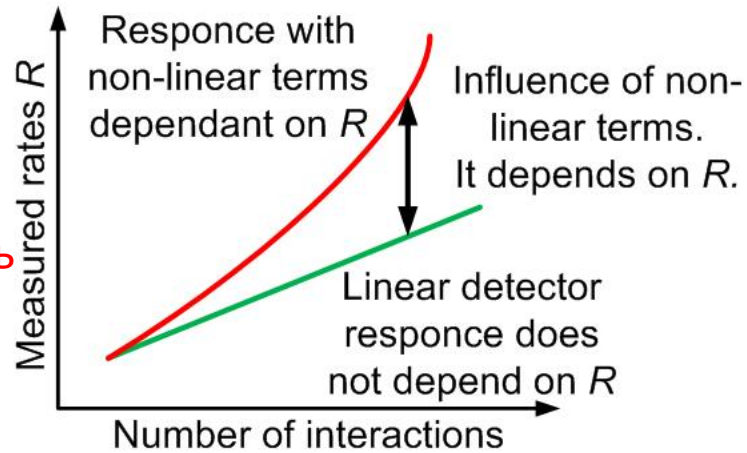 Responce with
non-linear terms
dependant on R
Influence of non-
linear terms.
It depends on R.
Measured rates R
Linear detector
responce does
not depend on R
Number of interactions